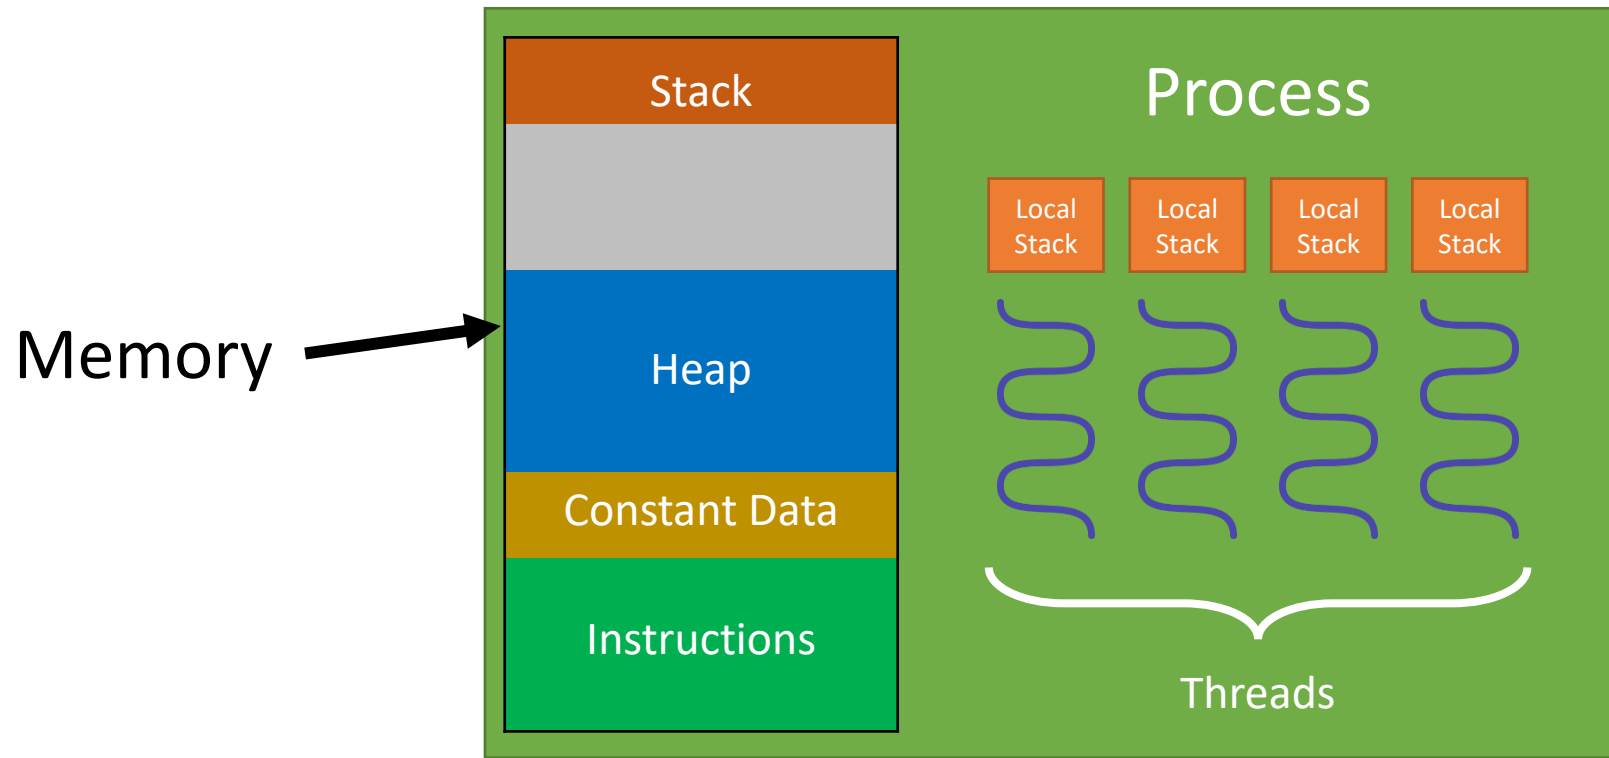 Memory
Stack
Heap
Constant Data
Instructions
Process
Local
Stack
Local
Stack
Local
Stack
Local
Stack
Threads